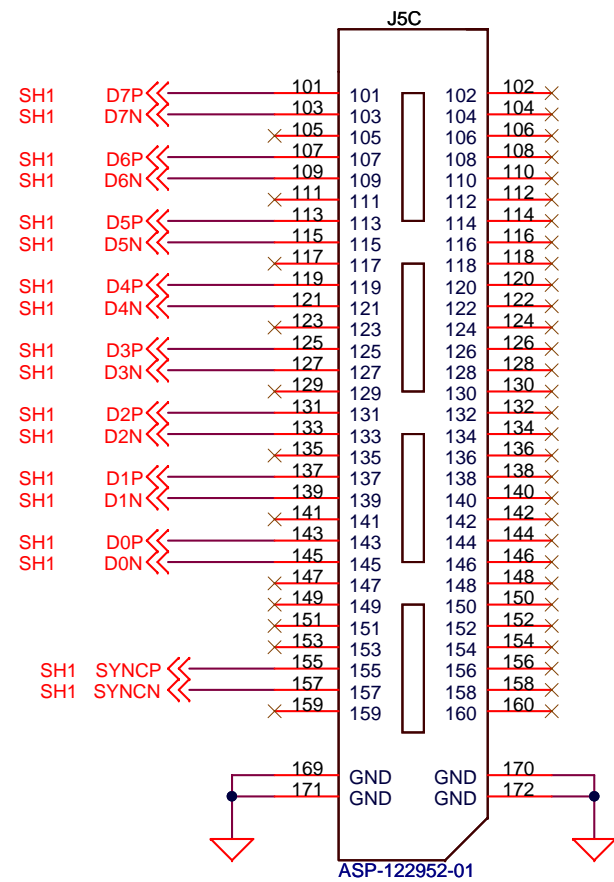 J5C
SH1 D7P 101 101 102 102
SH1 D7N 103 103 104 104
105 105 106 106
SH1 D6P 107 107 108 108
SH1 D6N 109 109 110 110
111 111 112 112
SH1 D5P 113 113 114 114
SH1 D5N 115 115 116 116
117 117 118 118
SH1 D4P 119 119 120 120
SH1 D4N 121 121 122 122
123 123 124 124
SH1 D3P 125 125 126 126
SH1 D3N 127 127 128 128
129 129 130 130
SH1 D2P 131 131 132 132
SH1 D2N 133 133 134 134
135 135 136 136
SH1 D1P 137 137 138 138
SH1 D1N 139 139 140 140
141 141 142 142
SH1 D0P 143 143 144 144
SH1 D0N 145 145 146 146
147 147 148 148
149 149 150 150
151 151 152 152
153 153 154 154
SH1 SYNCP 155 155 156 156
SH1 SYNCN 157 157 158 158
159 159 160 160
169 GND GND 170
171 GND GND 172
ASP-122952-01